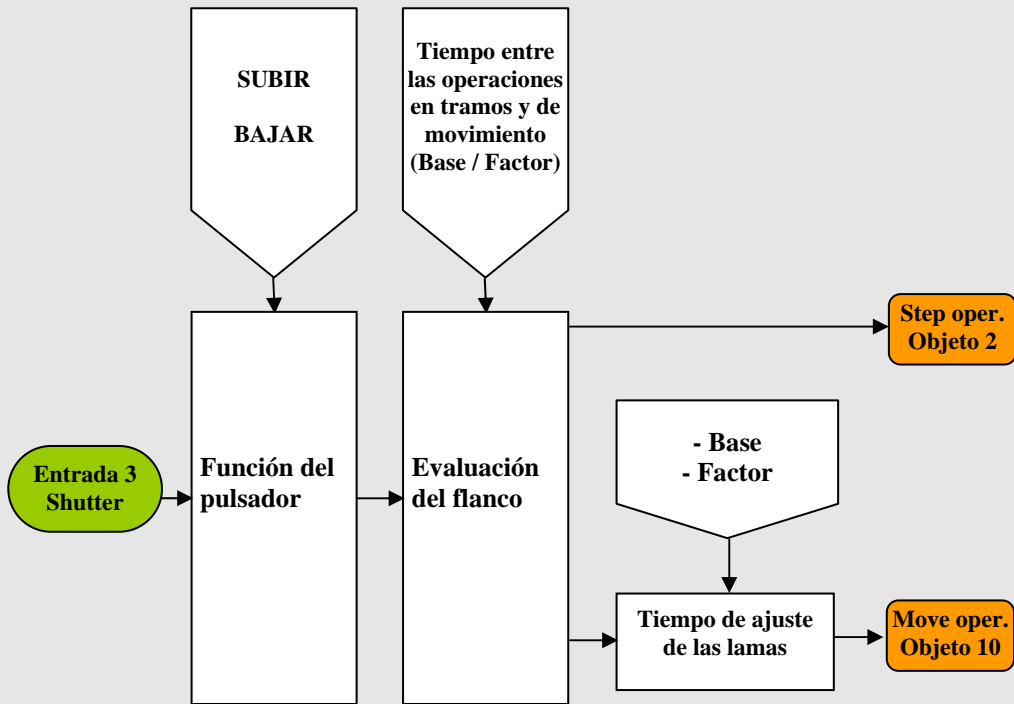 SUBIR
BAJAR
Tiempo entre
las operaciones
en tramos y de
movimiento
(Base / Factor)
Step oper.
Objeto 2
- Base
- Factor
Entrada 3
Shutter
Función del
pulsador
Evaluación
del flanco
Tiempo de ajuste
de las lamas
Move oper.
Objeto 10